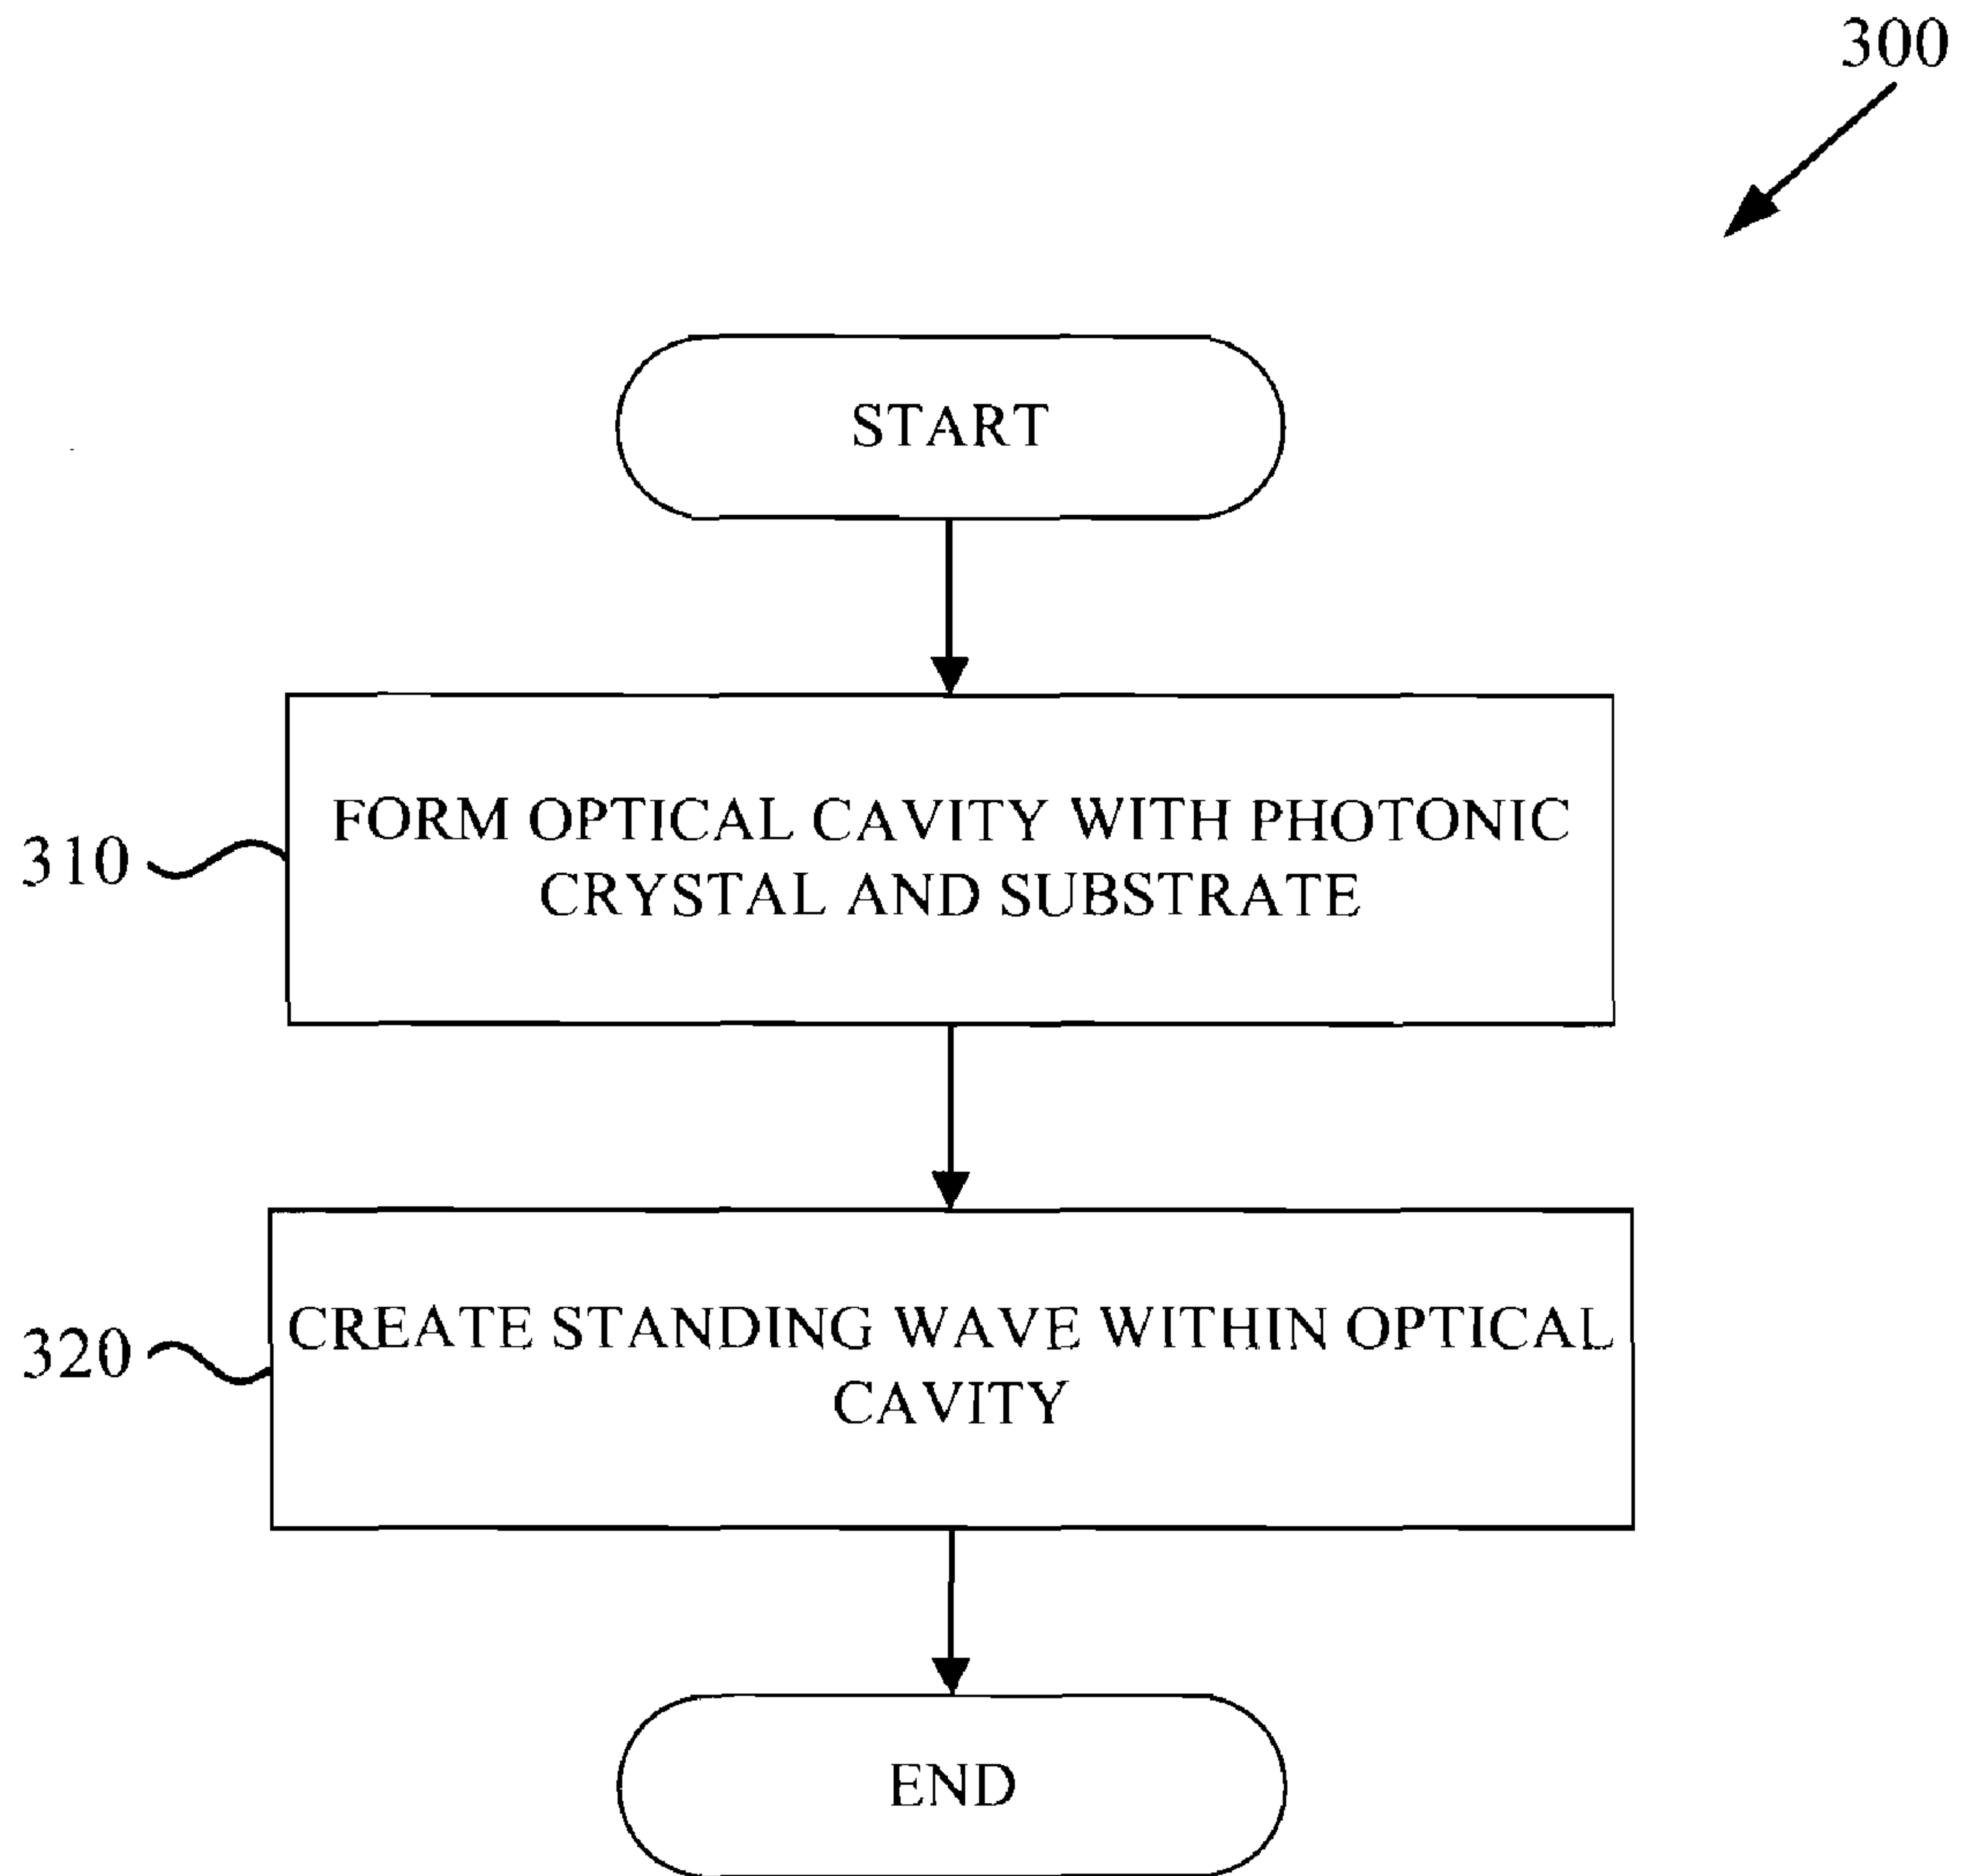 300
START
310
FORM OPTICAL CAVITY WITH PHOTONIC
CRYSTAL AND SUBSTRATE
320
CREATE STANDING WAVE WITHIN OPTICAL
CAVITY
END